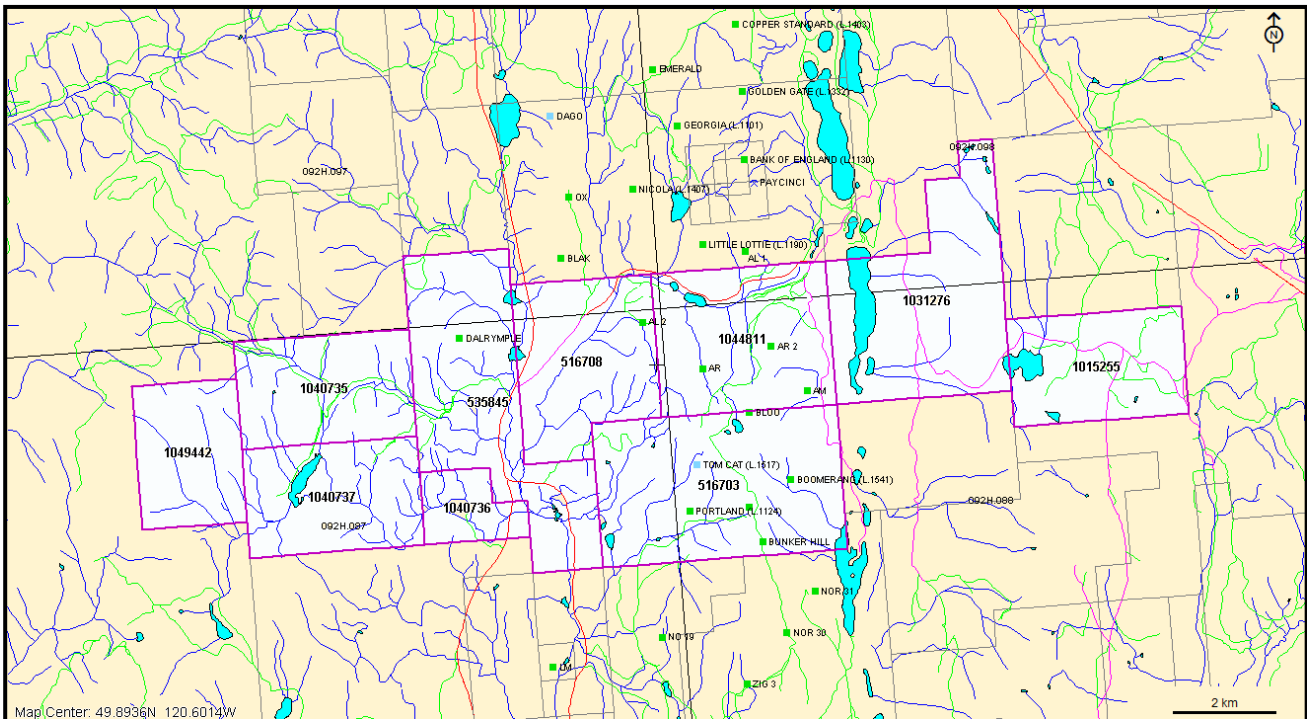 COPPER STANDARD (L.1403)
N
EMERALD
GOLDEN GATE (L.1332)
DAGO
GEORGIA (L.1101)
092H.098
BANK OF ENGLAND (L.1130)
092H.097
PAYCINCI
NICOLA (L.1407)
OX
LITTLE LOTTIE (L.1190)
BLAK
AL 1
1031276
AL 2
DALRYMPLE
1044811
AR 2
516708
1015255
AR
1040735
AM
535845
BLOO
1049442
TOM CAT (L.1517)
BOOMERANG (L.1541)
516703
1040737
092H.088
1040736
PORTLAND (L.1124)
092H.087
BUNKER HILL
NOR 31
NOR 30
NO 19
LM
ZIG 3
2 km
Map Center: 49.8936N 120.6014W